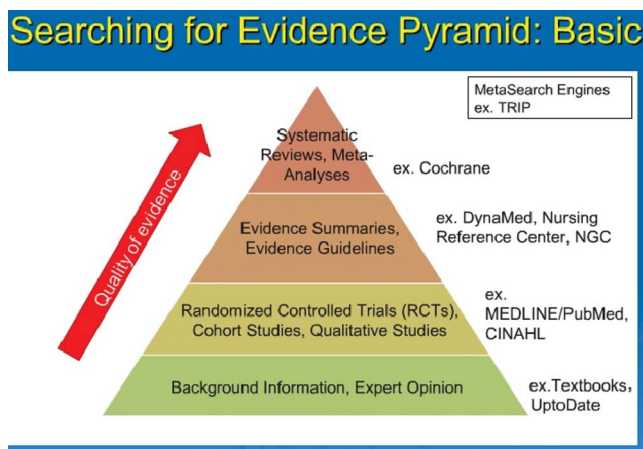 Searching for Evidence Pyramid: Basic
MetaSearch Engines
ex. TRIP
Quality of evidence
Systematic
Reviews, Meta-
Analyses
ex. Cochrane
Evidence Summaries,
Evidence Guidelines
ex. DynaMed, Nursing
Reference Center, NGC
Randomized Controlled Trials (RCTs),
Cohort Studies, Qualitative Studies
ex.
MEDLINE/PubMed,
CINAHL
Background Information, Expert Opinion
ex.Textbooks,
UptoDate